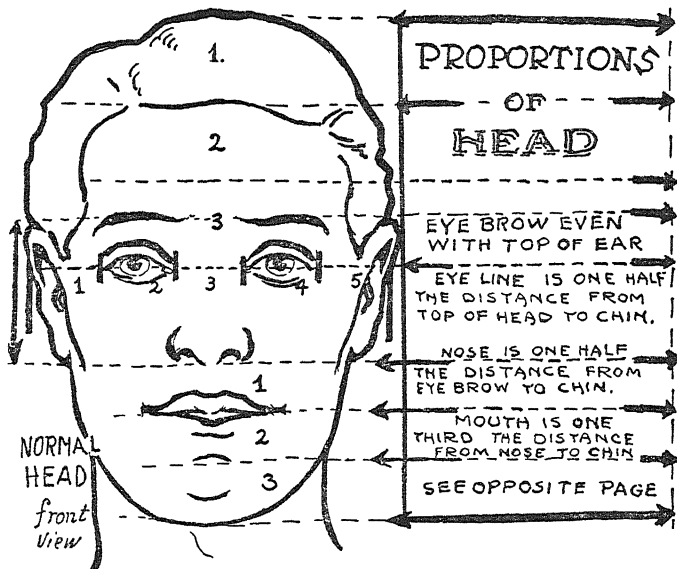 PROPORTIONS
OF
HEAD
1.
2
3
EYE BROW EVEN
WITH TOP OF EAR
1 2 3 4 5
EYE LINE IS ONE HALF
THE DISTANCE FROM
TOP OF HEAD TO CHIN.
NOSE IS ONE HALF
THE DISTANCE FROM
EYE BROW TO CHIN.
1
2
3
MOUTH IS ONE
THIRD THE DISTANCE
FROM NOSE TO CHIN
SEE OPPOSITE PAGE
NORMAL
HEAD
front
view